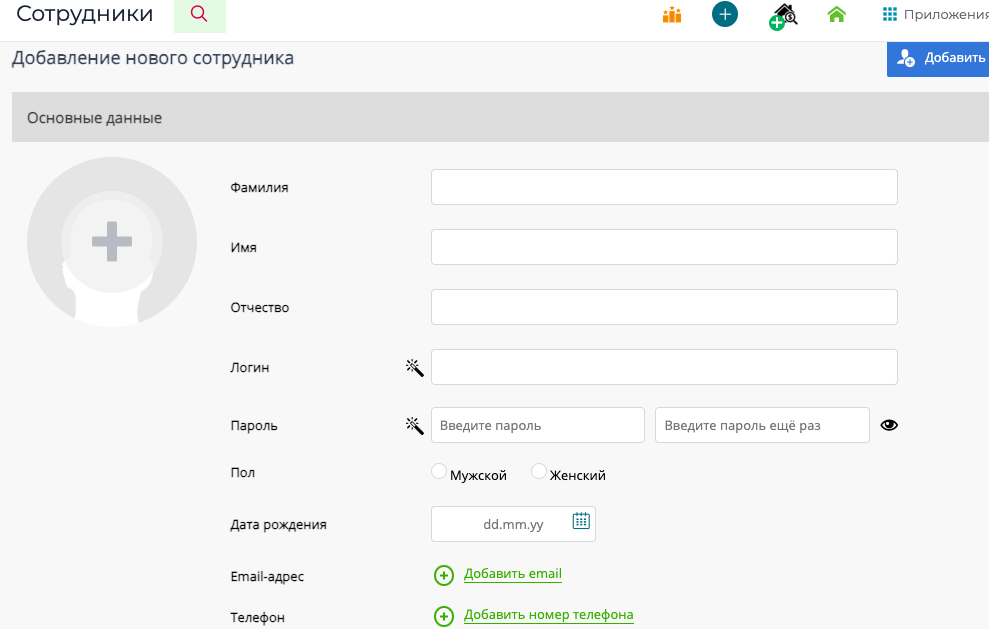 Сотрудники
Приложения
Добавление нового сотрудника
Добавить
Основные данные
Фамилия
Имя
Отчество
Логин
Пароль Введите пароль Введите пароль ещё раз
Пол Мужской Женский
Дата рождения dd.mm.yy
Email-адрес Добавить email
Телефон Добавить номер телефона